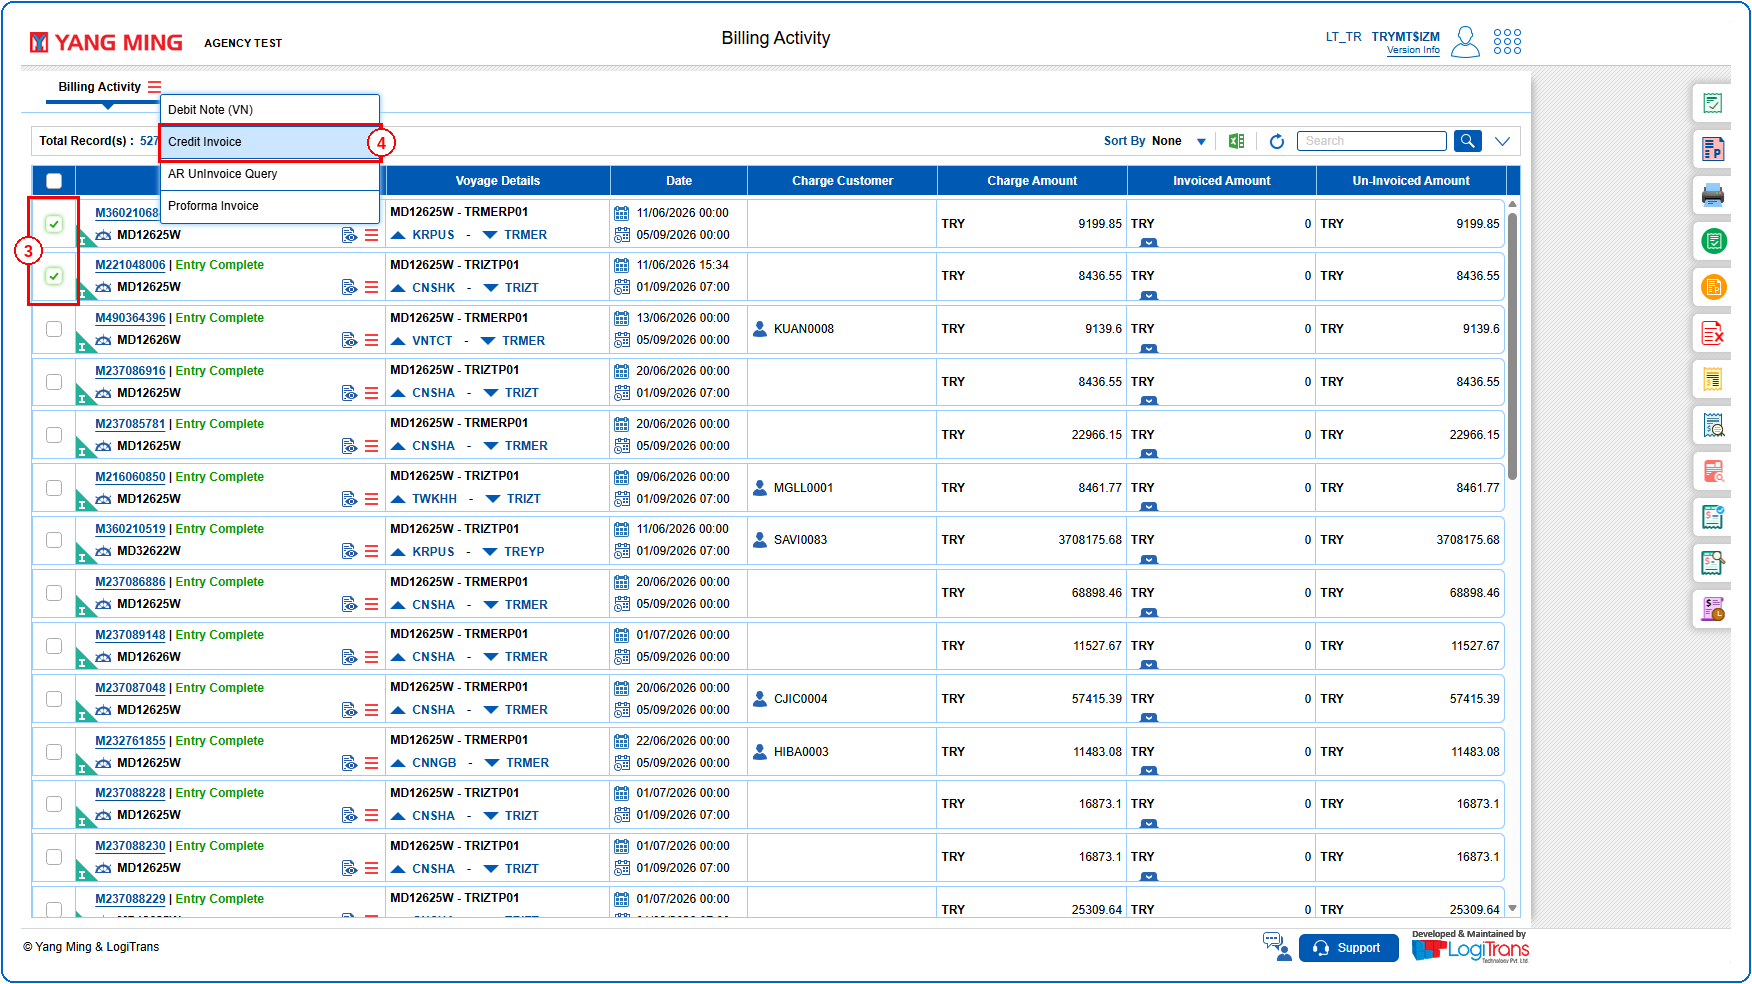 YANG MING AGENCY TEST
Billing Activity
LT_TR TRYMT$IZM
Version Info
Billing Activity
Debit Note (VN)
Credit Invoice
AR UnInvoice Query
Proforma Invoice
4
3
Total Record(s) : 527
Sort By None
Search
Voyage Details Date Charge Customer Charge Amount Invoiced Amount Un-Invoiced Amount
M36021068 MD12625W - TRMERP01 11/06/2026 00:00
TRY 9199.85 TRY 0 TRY 9199.85
I MD12625W KRPUS - TRMER 05/09/2026 00:00
M221048006 | Entry Complete MD12625W - TRIZTP01 11/06/2026 15:34
TRY 8436.55 TRY 0 TRY 8436.55
I MD12625W CNSHK - TRIZT 01/09/2026 07:00
M490364396 | Entry Complete MD12625W - TRMERP01 13/06/2026 00:00
KUAN0008 TRY 9139.6 TRY 0 TRY 9139.6
I MD12626W VNTCT - TRMER 05/09/2026 00:00
M237086916 | Entry Complete MD12625W - TRIZTP01 20/06/2026 00:00
TRY 8436.55 TRY 0 TRY 8436.55
I MD12625W CNSHA - TRIZT 01/09/2026 07:00
M237085781 | Entry Complete MD12625W - TRMERP01 20/06/2026 00:00
TRY 22966.15 TRY 0 TRY 22966.15
I MD12625W CNSHA - TRMER 05/09/2026 00:00
M216060850 | Entry Complete MD12625W - TRIZTP01 09/06/2026 00:00
MGLL0001 TRY 8461.77 TRY 0 TRY 8461.77
I MD12625W TWKHH - TRIZT 01/09/2026 07:00
M360210519 | Entry Complete MD12625W - TRIZTP01 11/06/2026 00:00
SAVI0083 TRY 3708175.68 TRY 0 TRY 3708175.68
I MD32622W KRPUS - TREYP 01/09/2026 07:00
M237086886 | Entry Complete MD12625W - TRMERP01 20/06/2026 00:00
TRY 68898.46 TRY 0 TRY 68898.46
I MD12625W CNSHA - TRMER 05/09/2026 00:00
M237089148 | Entry Complete MD12625W - TRMERP01 01/07/2026 00:00
TRY 11527.67 TRY 0 TRY 11527.67
I MD12626W CNSHA - TRMER 05/09/2026 00:00
M237087048 | Entry Complete MD12625W - TRMERP01 20/06/2026 00:00
CJIC0004 TRY 57415.39 TRY 0 TRY 57415.39
I MD12625W CNSHA - TRMER 05/09/2026 00:00
M232761855 | Entry Complete MD12625W - TRMERP01 22/06/2026 00:00
HIBA0003 TRY 11483.08 TRY 0 TRY 11483.08
I MD12625W CNNGB - TRMER 05/09/2026 00:00
M237088228 | Entry Complete MD12625W - TRIZTP01 01/07/2026 00:00
TRY 16873.1 TRY 0 TRY 16873.1
I MD12625W CNSHA - TRIZT 01/09/2026 07:00
M237088230 | Entry Complete MD12625W - TRIZTP01 01/07/2026 00:00
TRY 16873.1 TRY 0 TRY 16873.1
I MD12625W CNSHA - TRIZT 01/09/2026 07:00
M237088229 | Entry Complete MD12625W - TRIZTP01 01/07/2026 00:00
TRY 25309.64 TRY 0 TRY 25309.64
© Yang Ming & LogiTrans
Support
Developed & Maintained by
LogiTrans
Technology Pvt. Ltd.